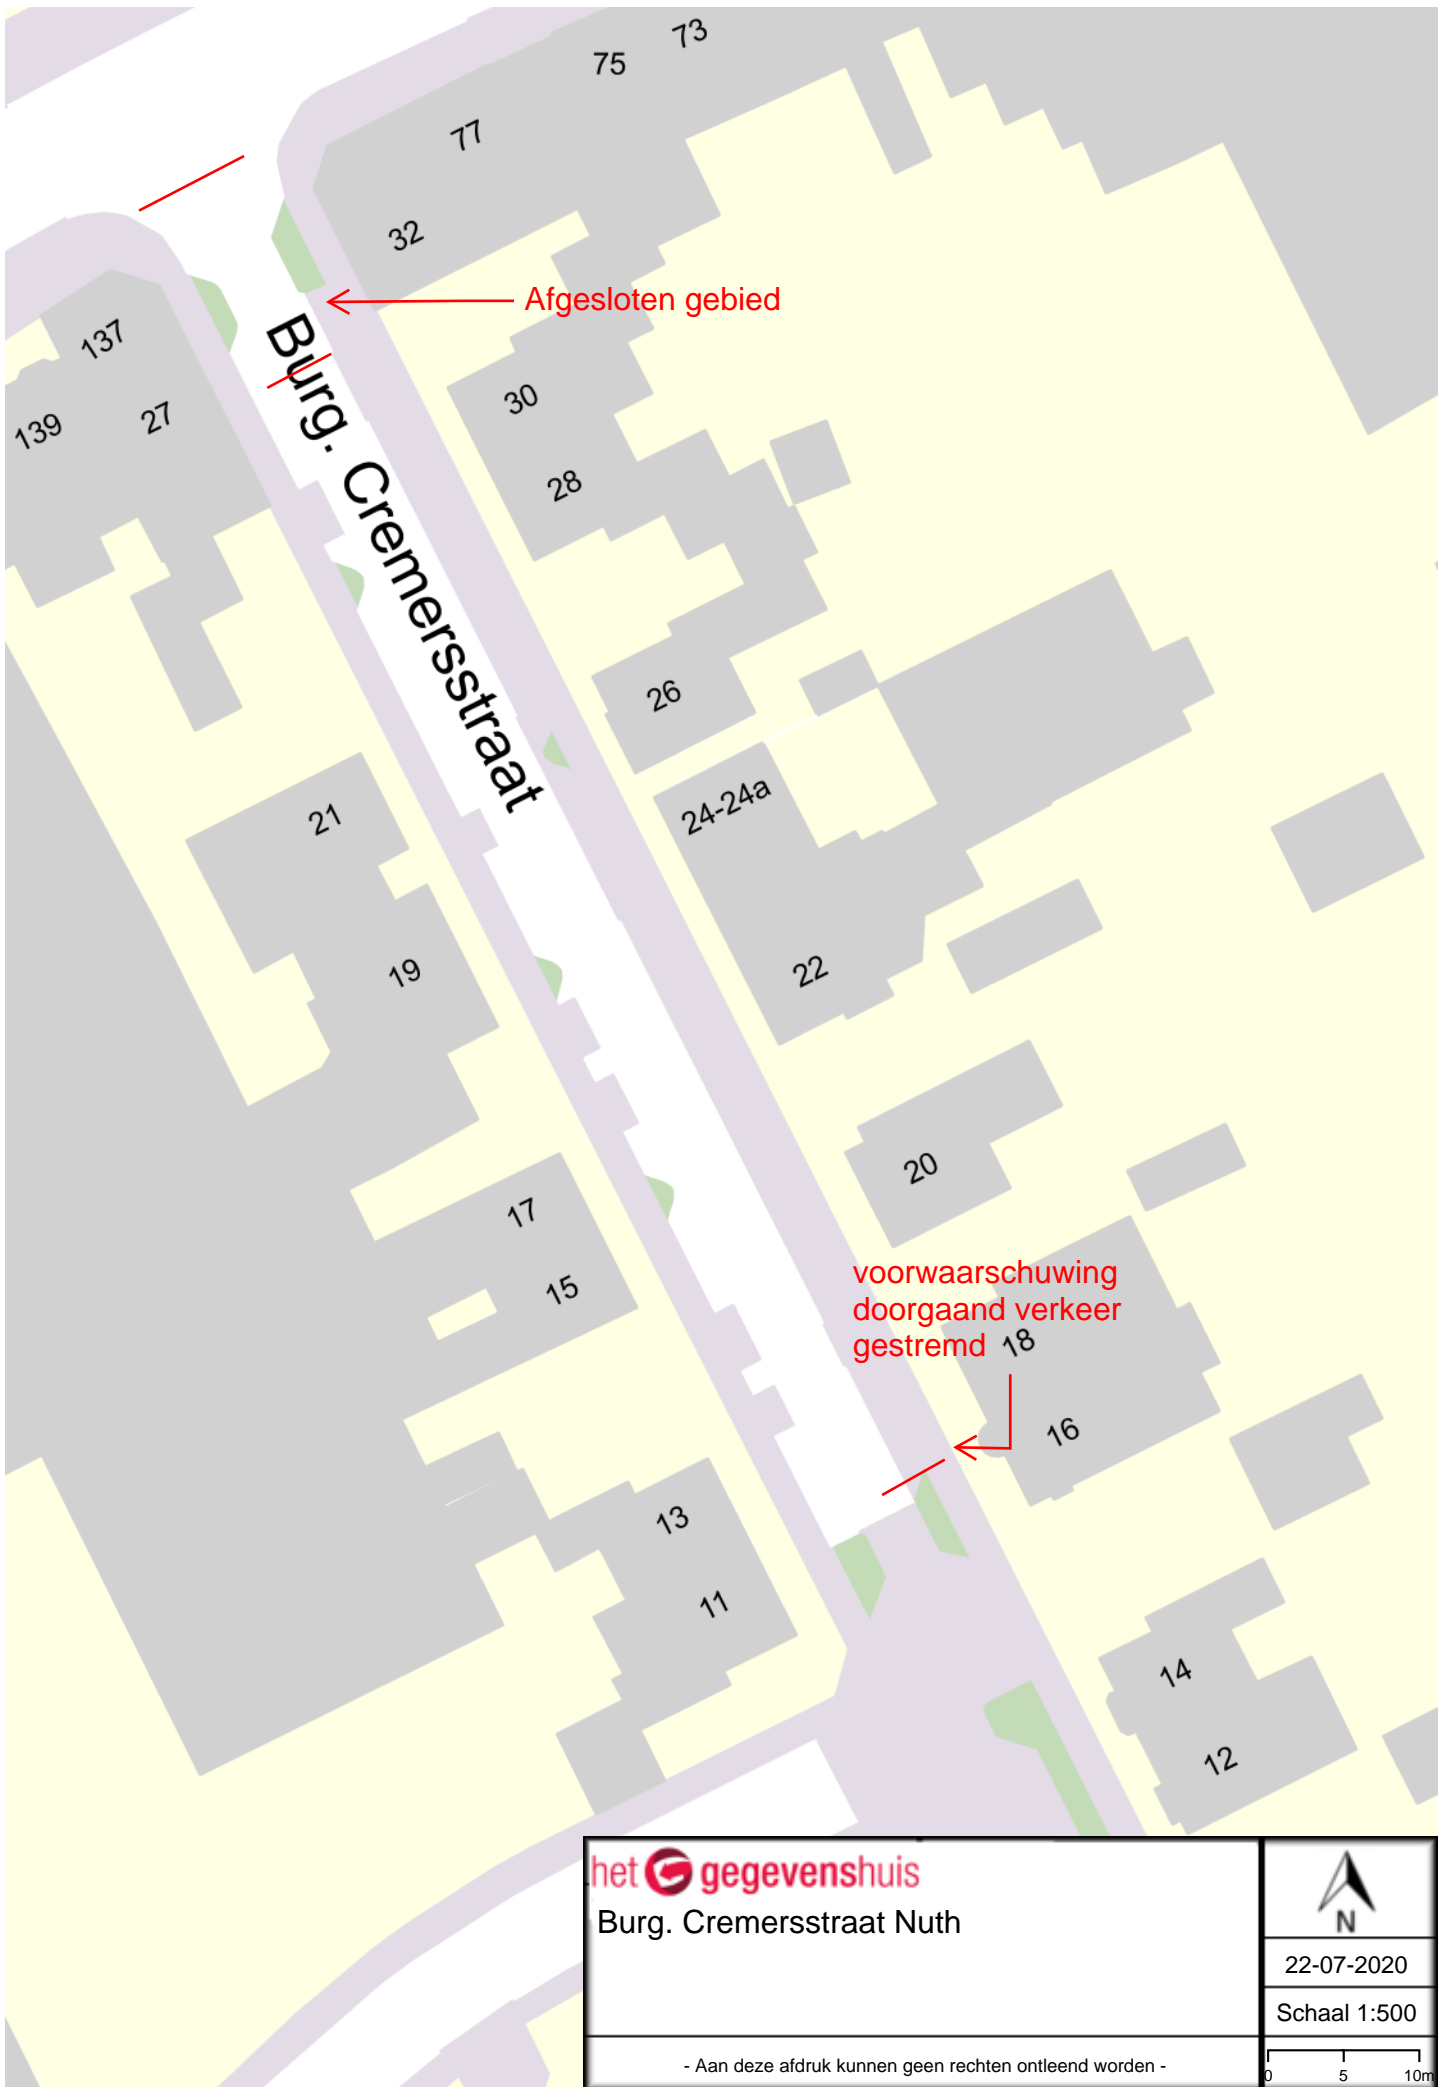 73
75
77
32
Afgesloten gebied
137
139
27
Burg. Cremersstraat
30
28
26
24-24a
21
19
22
20
17
15
voorwaarschuwing
doorgaand verkeer
gestremd
18
16
13
11
14
12
het gegevenshuis
Burg. Cremersstraat Nuth
N
22-07-2020
Schaal 1:500
- Aan deze afdruk kunnen geen rechten ontleend worden -
0 5 10m